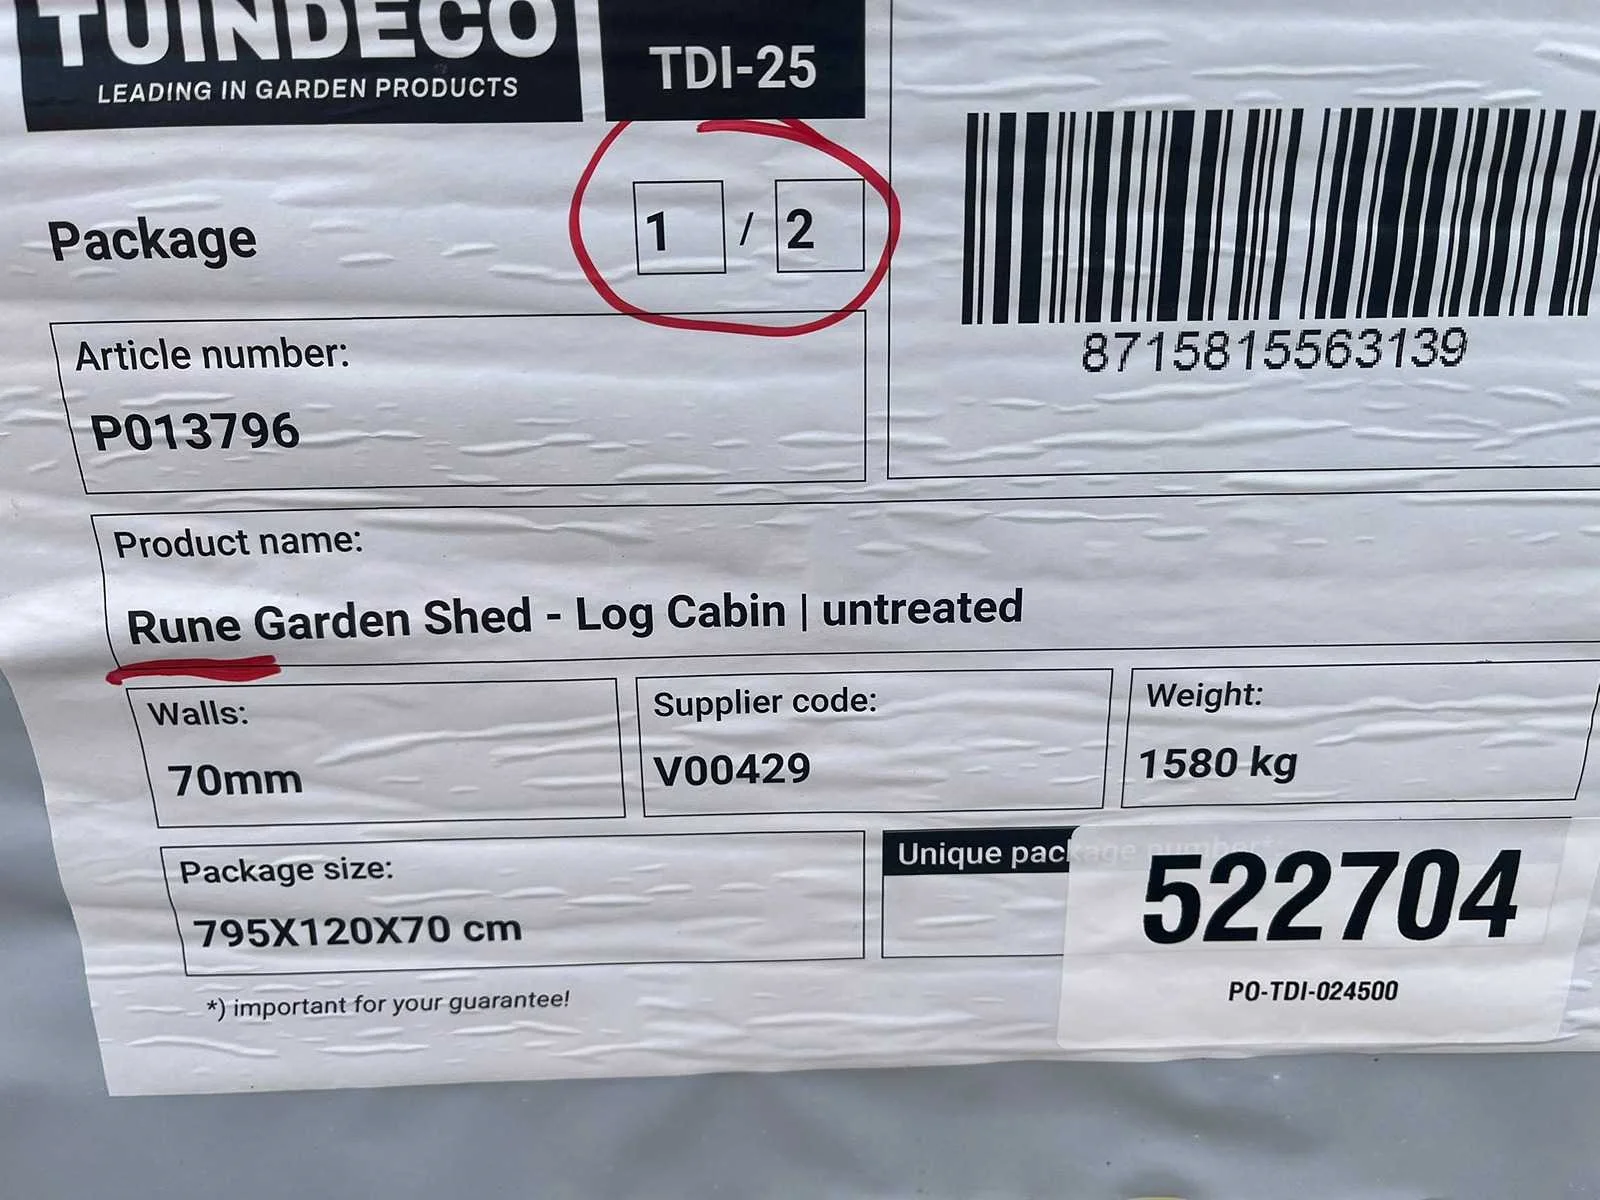 TUINDECO
LEADING IN GARDEN PRODUCTS
TDI-25
Package
1 / 2
8715815563139
Article number:
P013796
Product name:
Rune Garden Shed - Log Cabin | untreated
Walls:
70mm
Supplier code:
V00429
Weight:
1580 kg
Package size:
795X120X70 cm
Unique package number*:
522704
PO-TDI-024500
*) important for your guarantee!